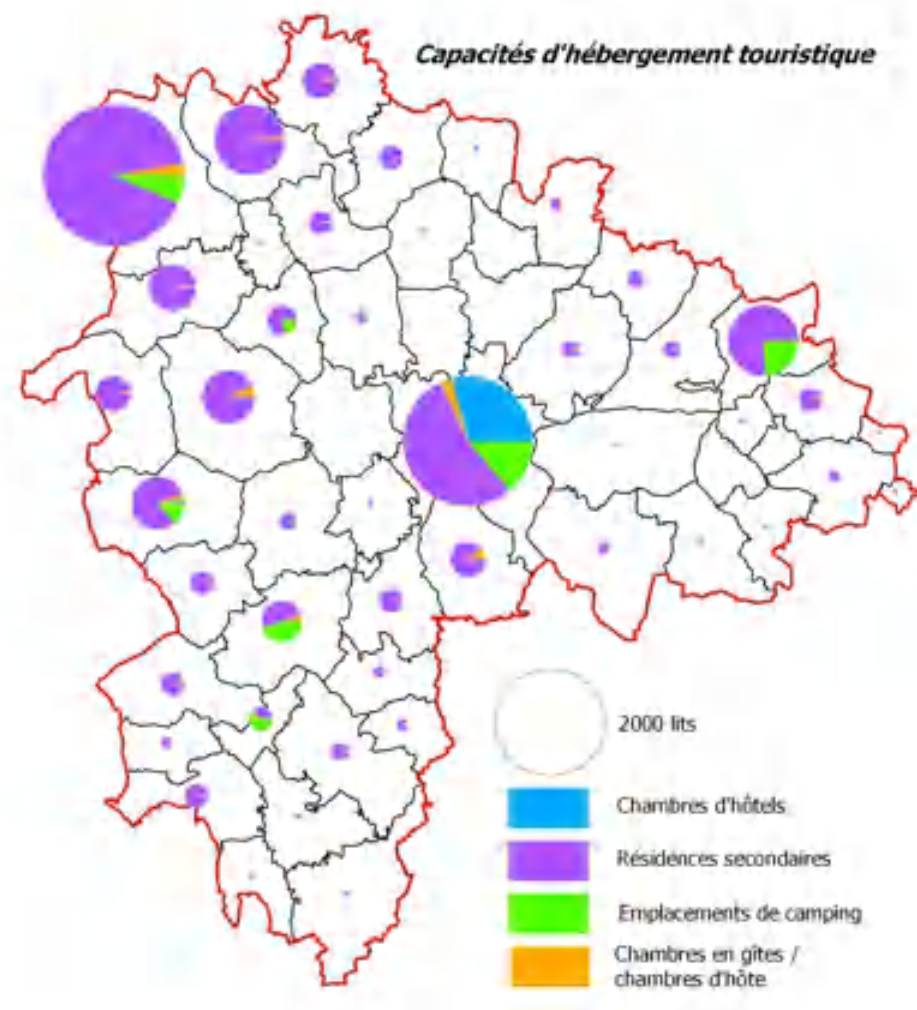 Capacités d'hébergement touristique
2000 lits
Chambres d'hôtels
Résidences secondaires
Emplacements de camping
Chambres en gîtes /
chambres d'hôte